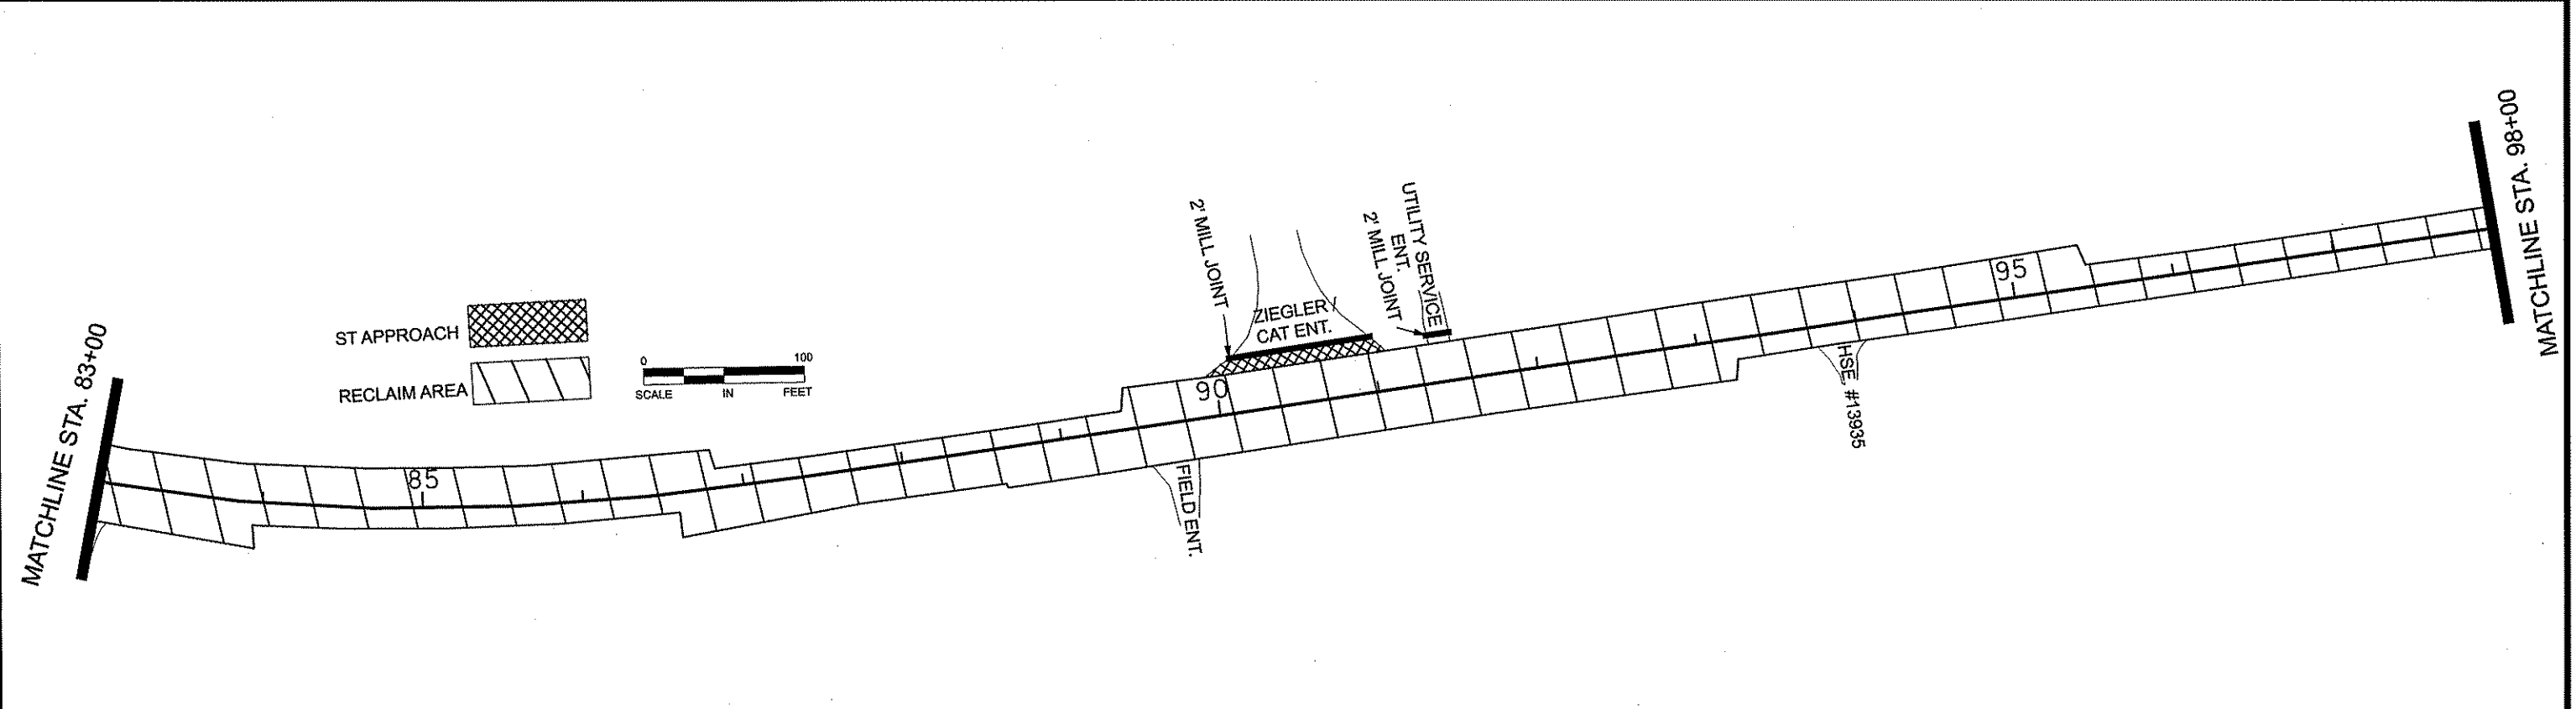 MATCHLINE STA. 83+00
ST APPROACH
RECLAIM AREA
0 100
SCALE IN FEET
85
2' MILL JOINT
ZIEGLER /
CAT ENT.
90
FIELD ENT.
UTILITY SERVICE
ENT.
2' MILL JOINT
HSE #13935
95
MATCHLINE STA. 98+00